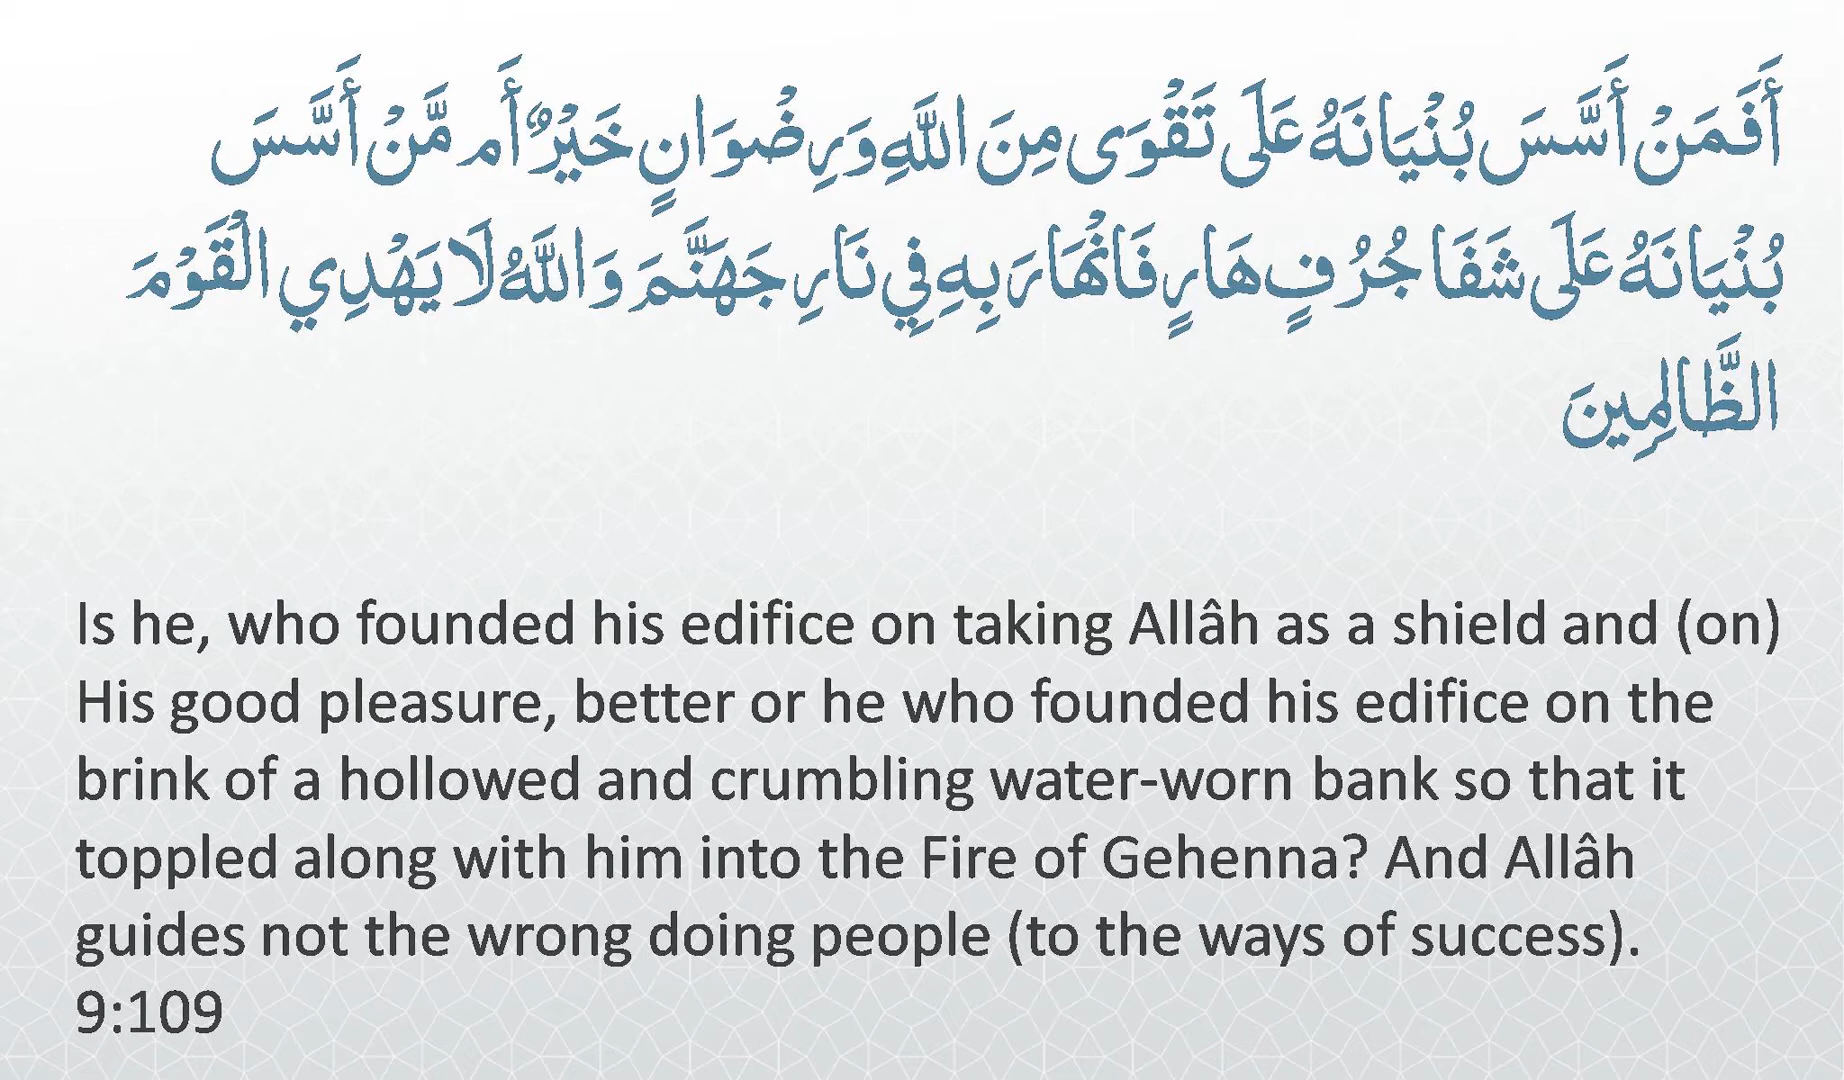 أَفَمَنْ أَسَّسَ بُنْيَانَهُ عَلَى تَقْوَى مِنَ اللَّهِ وَرِضْوَانٍ خَيْرٌ أَم مَّنْ أَسَّسَ
بُنْيَانَهُ عَلَى شَفَا جُرُفٍ هَارٍ فَانْهَارَ بِهِ فِي نَارِ جَهَنَّمَ وَاللَّهُ لَا يَهْدِي الْقَوْمَ
الظَّالِمِينَ
Is he, who founded his edifice on taking Allâh as a shield and (on)
His good pleasure, better or he who founded his edifice on the
brink of a hollowed and crumbling water-worn bank so that it
toppled along with him into the Fire of Gehenna? And Allâh
guides not the wrong doing people (to the ways of success).
9:109